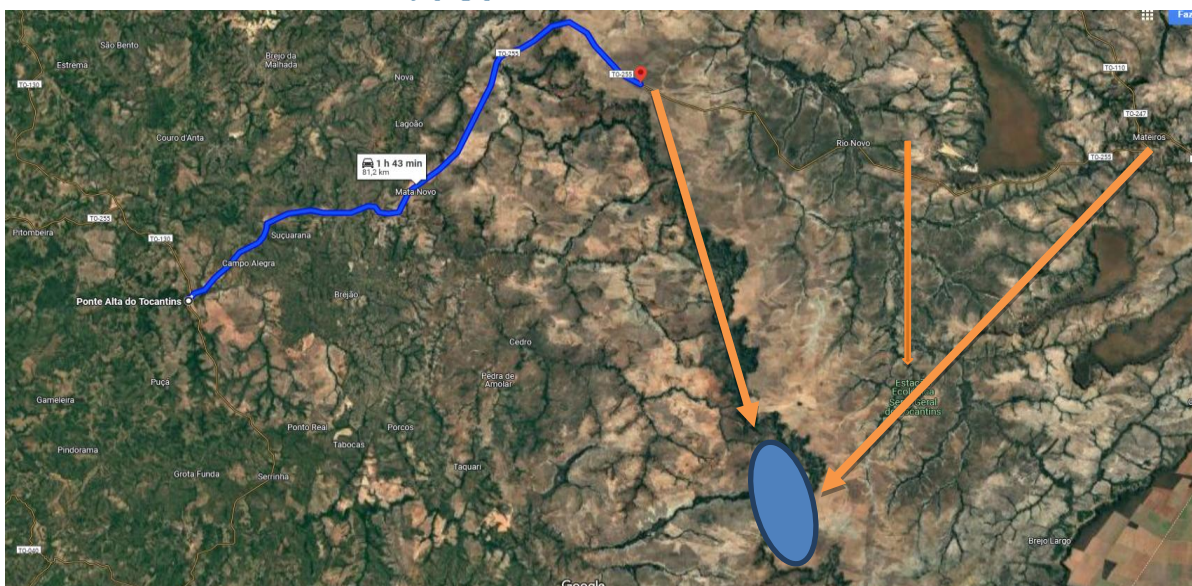 Faz
São Bento
Estrema
Brejo da
Malhada
TO-255
TO-255
TO-110
TO-130
Nova
TO-247
Lagoão
Couro d'Anta
Rio Novo
Mateiros
1 h 43 min
81,2 km
TO-255
Mata Novo
TO-255
Pitombeira
TO-130
Suçuarana
Campo Alegra
Ponte Alta do Tocantins
Brejão
Cedro
Puçá
Pedra de
Amolar
Estação
Ecológica
Serra Geral
do Tocantins
Gameleira
Ponto Real
Porcos
Tabocas
Pindorama
Grota Funda
Serrinha
Taquari
Brejo Largo
Google